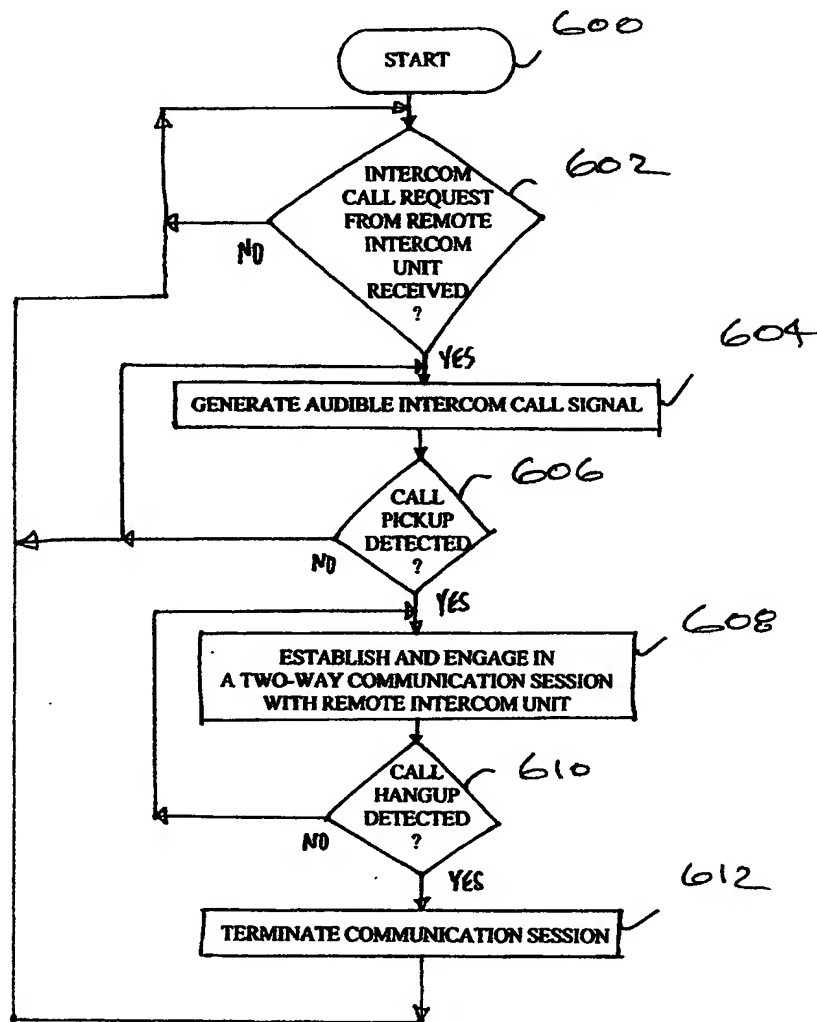 START
600
INTERCOM
CALL REQUEST
FROM REMOTE
INTERCOM
UNIT
RECEIVED
?
602
NO
YES
604
GENERATE AUDIBLE INTERCOM CALL SIGNAL
606
CALL
PICKUP
DETECTED
?
NO
YES
608
ESTABLISH AND ENGAGE IN
A TWO-WAY COMMUNICATION SESSION
WITH REMOTE INTERCOM UNIT
610
CALL
HANGUP
DETECTED
?
NO
YES
612
TERMINATE COMMUNICATION SESSION